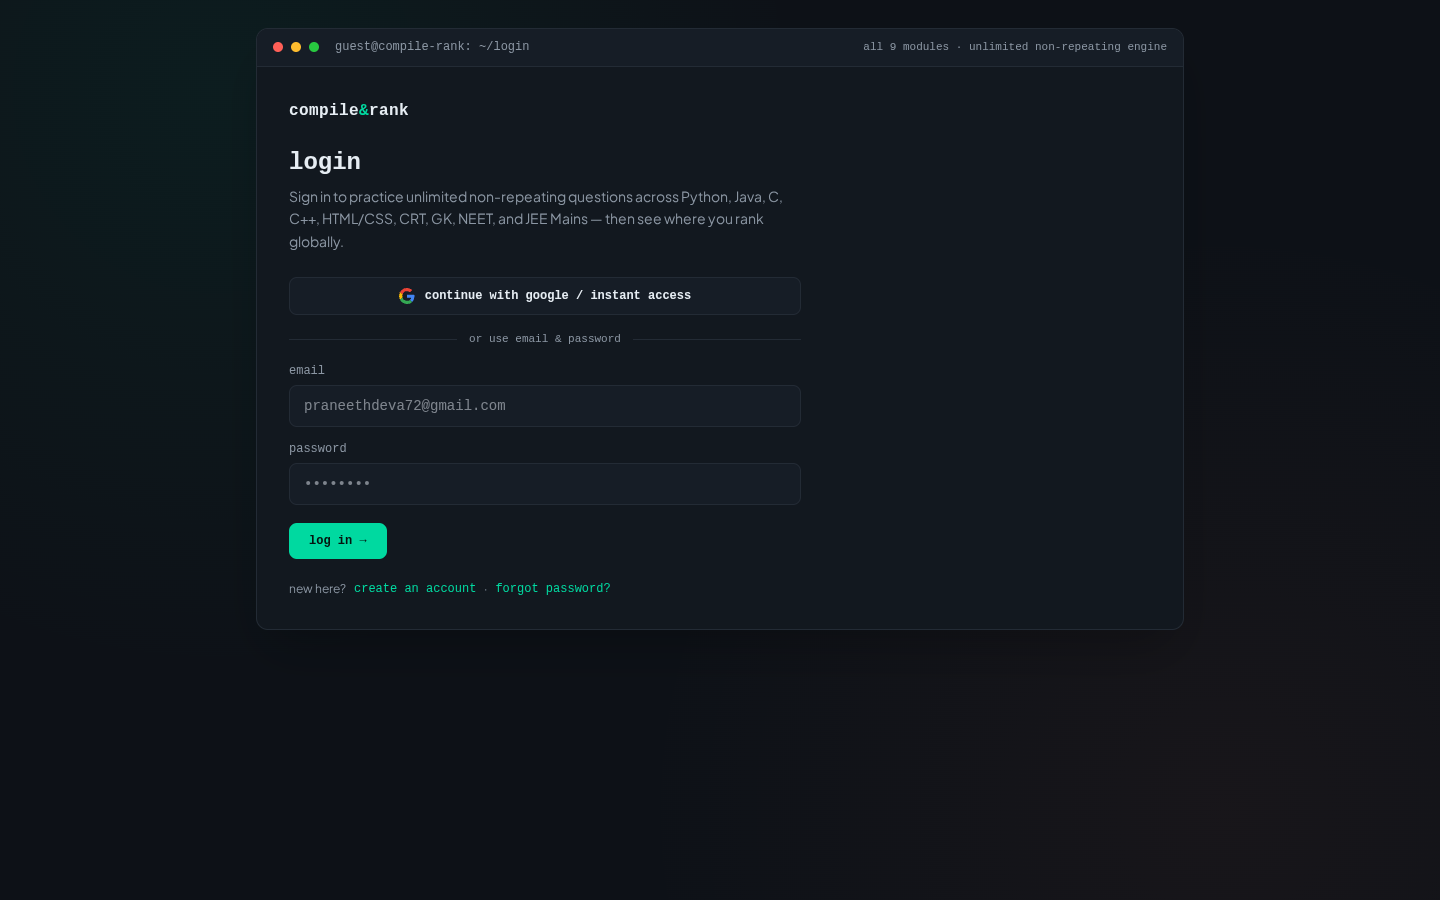 guest@compile-rank: ~/login
all 9 modules · unlimited non-repeating engine
compile&rank
login
Sign in to practice unlimited non-repeating questions across Python, Java, C,
C++, HTML/CSS, CRT, GK, NEET, and JEE Mains — then see where you rank
globally.
continue with google / instant access
or use email & password
email
praneethdeva72@gmail.com
password
••••••••
log in →
new here? create an account · forgot password?